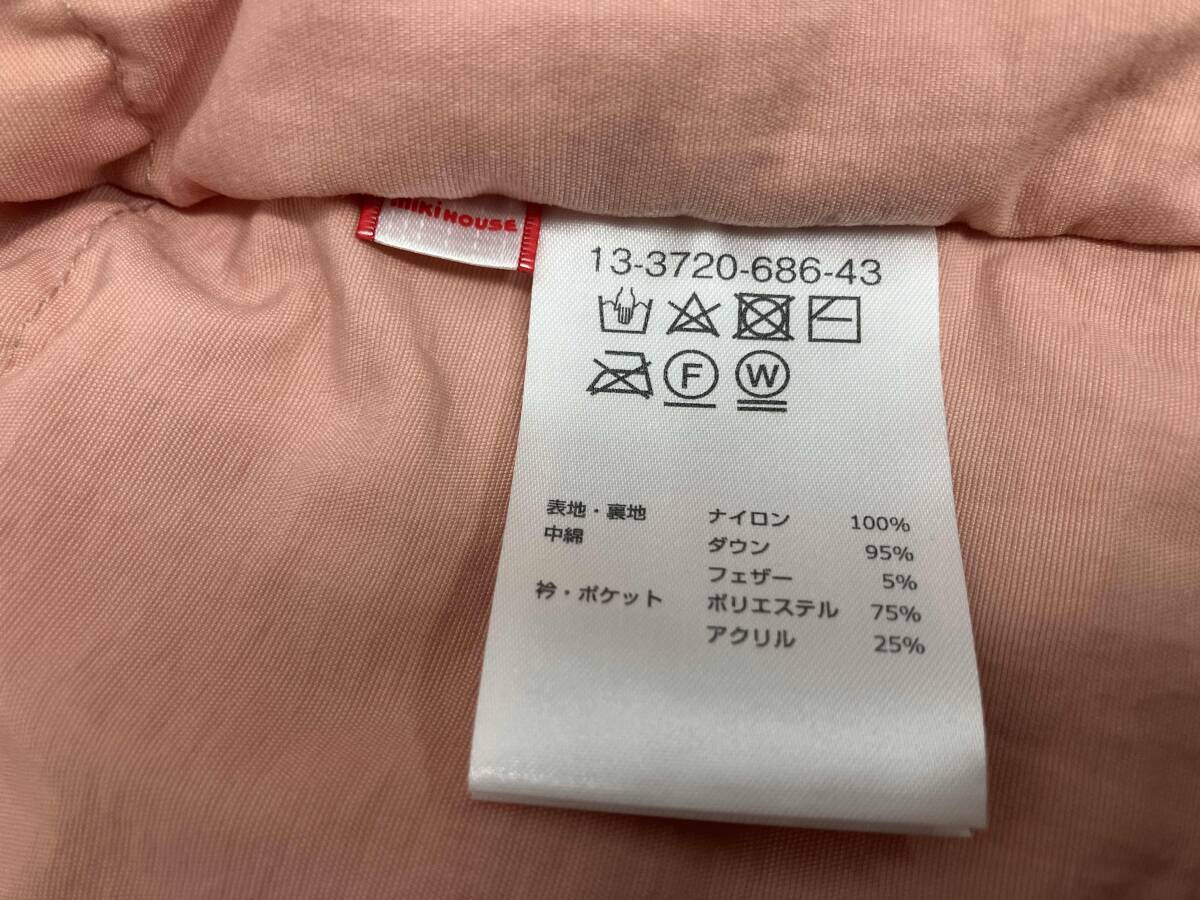 miki HOUSE
13-3720-686-43
F W
表地・裏地 ナイロン 100%
中綿 ダウン 95%
フェザー 5%
衿・ポケット ポリエステル 75%
アクリル 25%